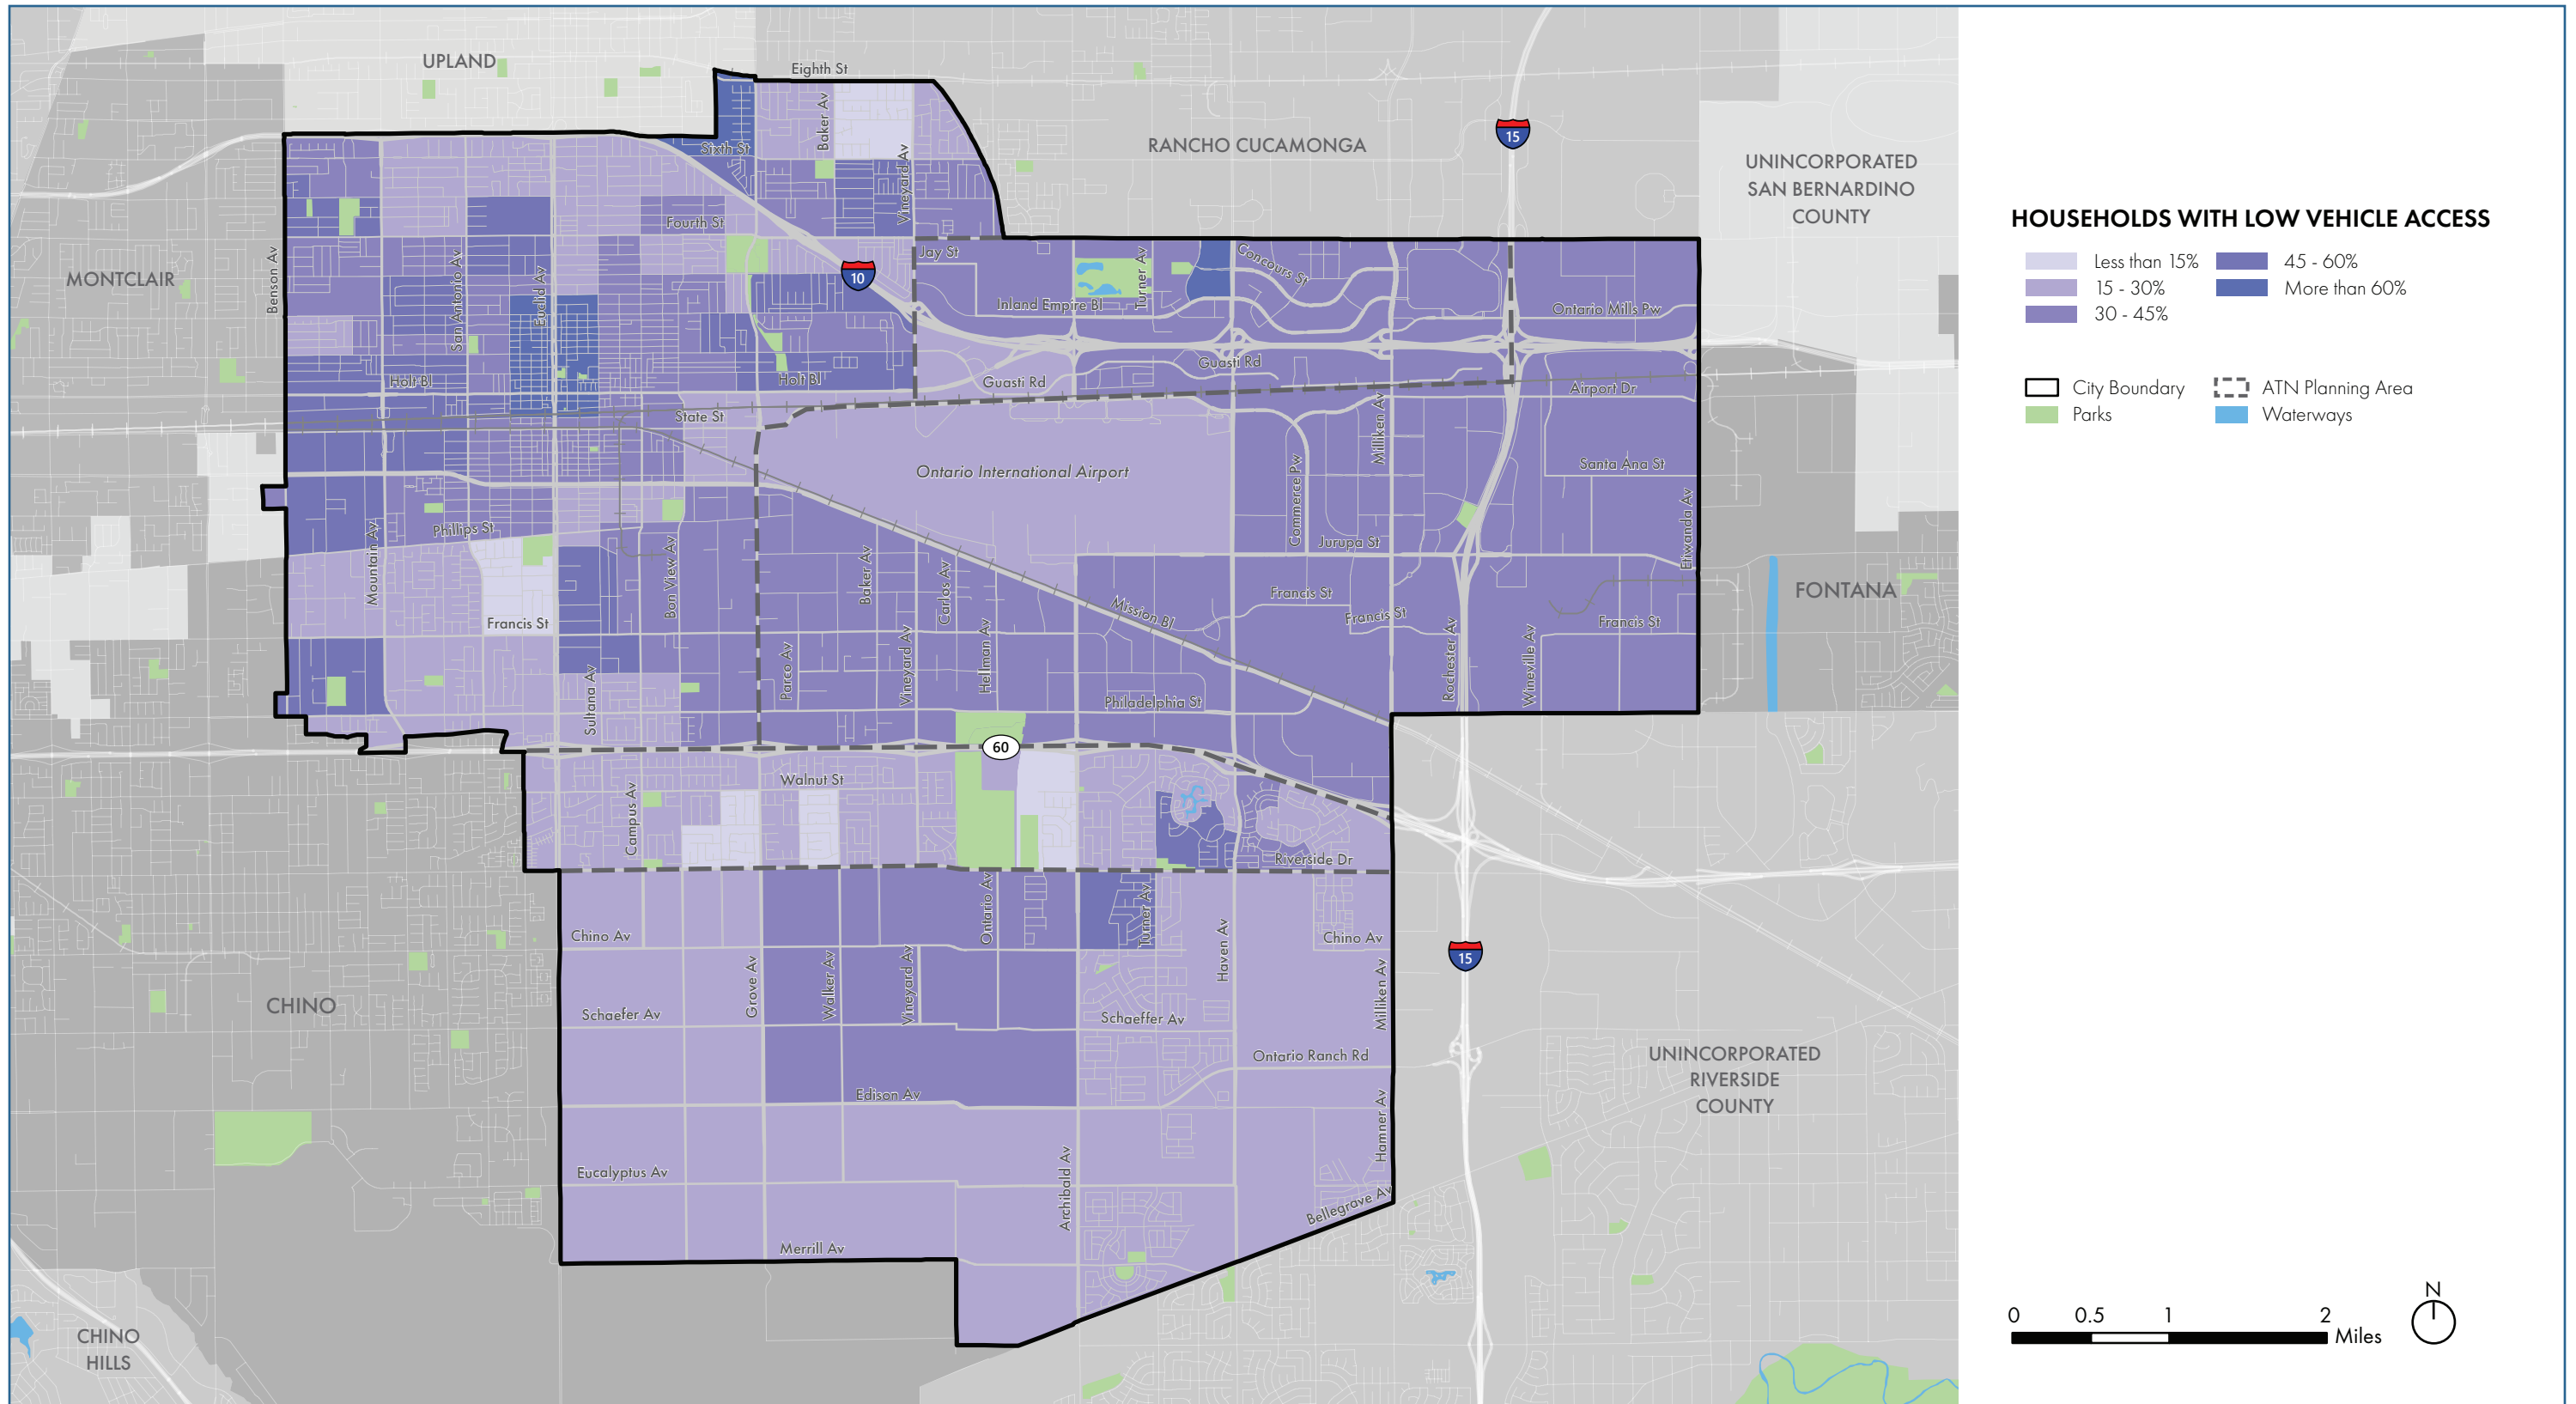 UPLAND
Eighth St
Baker Av
Sixth St
Vineyard Av
RANCHO CUCAMONGA
15
UNINCORPORATED
SAN BERNARDINO
COUNTY
HOUSEHOLDS WITH LOW VEHICLE ACCESS
Less than 15%
45 - 60%
15 - 30%
More than 60%
30 - 45%
City Boundary
ATN Planning Area
Parks
Waterways
MONTCLAIR
Benson Av
San Antonio Av
Euclid Av
Fourth St
10
Jay St
Turner Av
Concours St
Inland Empire Bl
Ontario Mills Pw
Holt Bl
Holt Bl
Guasti Rd
Guasti Rd
Airport Dr
State St
Milliken Av
Ontario International Airport
Commerce Pw
Santa Ana St
Etiwanda Av
Mountain Av
Phillips St
Bon View Av
Baker Av
Carlos Av
Jurupa St
Francis St
Mission Bl
Francis St
Francis St
Francis St
FONTANA
Sultana Av
Parco Av
Vineyard Av
Hellman Av
Philadelphia St
Rochester Av
Wineville Av
60
Walnut St
Campus Av
Riverside Dr
Chino Av
Ontario Av
Turner Av
Haven Av
Chino Av
Milliken Av
15
CHINO
Schaefer Av
Grove Av
Walker Av
Vineyard Av
Schaeffer Av
Ontario Ranch Rd
UNINCORPORATED
RIVERSIDE
COUNTY
Edison Av
Hamner Av
Eucalyptus Av
Archibald Av
Bellegrave Av
Merrill Av
CHINO
HILLS
0
0.5
1
2
Miles
N